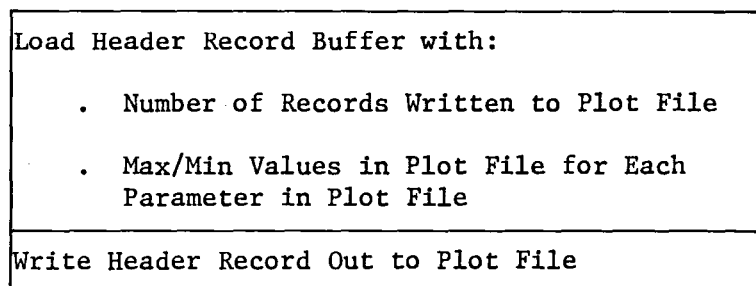 Load Header Record Buffer with:
. Number of Records Written to Plot File
. Max/Min Values in Plot File for Each
Parameter in Plot File
Write Header Record Out to Plot File